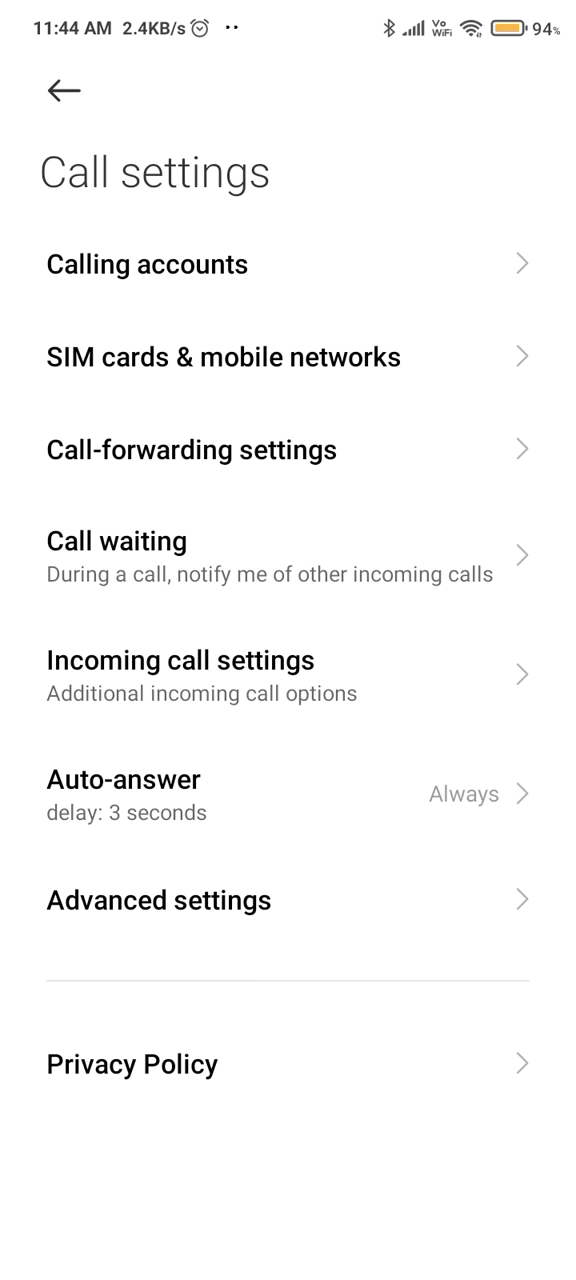 11:44 AM 2.4KB/s Vo WiFi 94%
Call settings
Calling accounts
SIM cards & mobile networks
Call-forwarding settings
Call waiting
During a call, notify me of other incoming calls
Incoming call settings
Additional incoming call options
Auto-answer
delay: 3 seconds
Always
Advanced settings
Privacy Policy